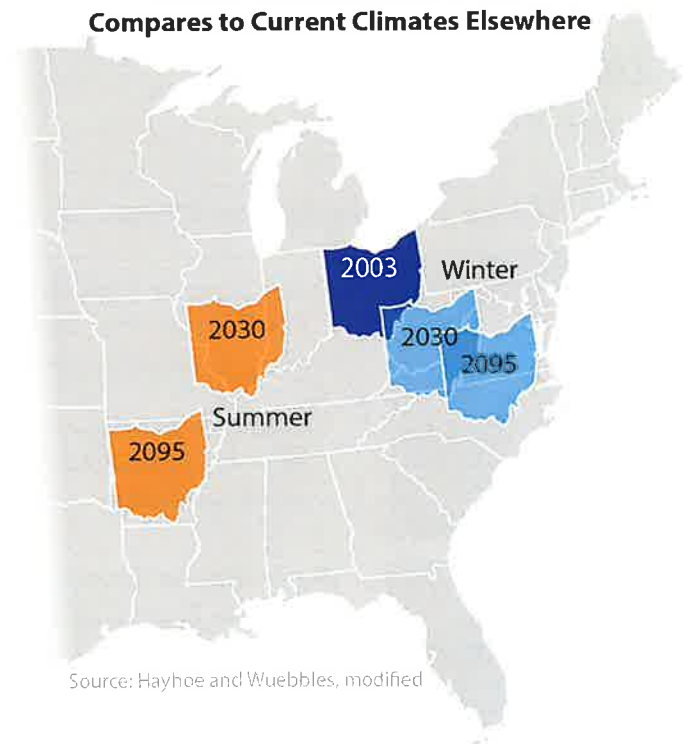 Compares to Current Climates Elsewhere
2003
Winter
2030
2030
2095
Summer
2095
Source: Hayhoe and Wuebbles, modified